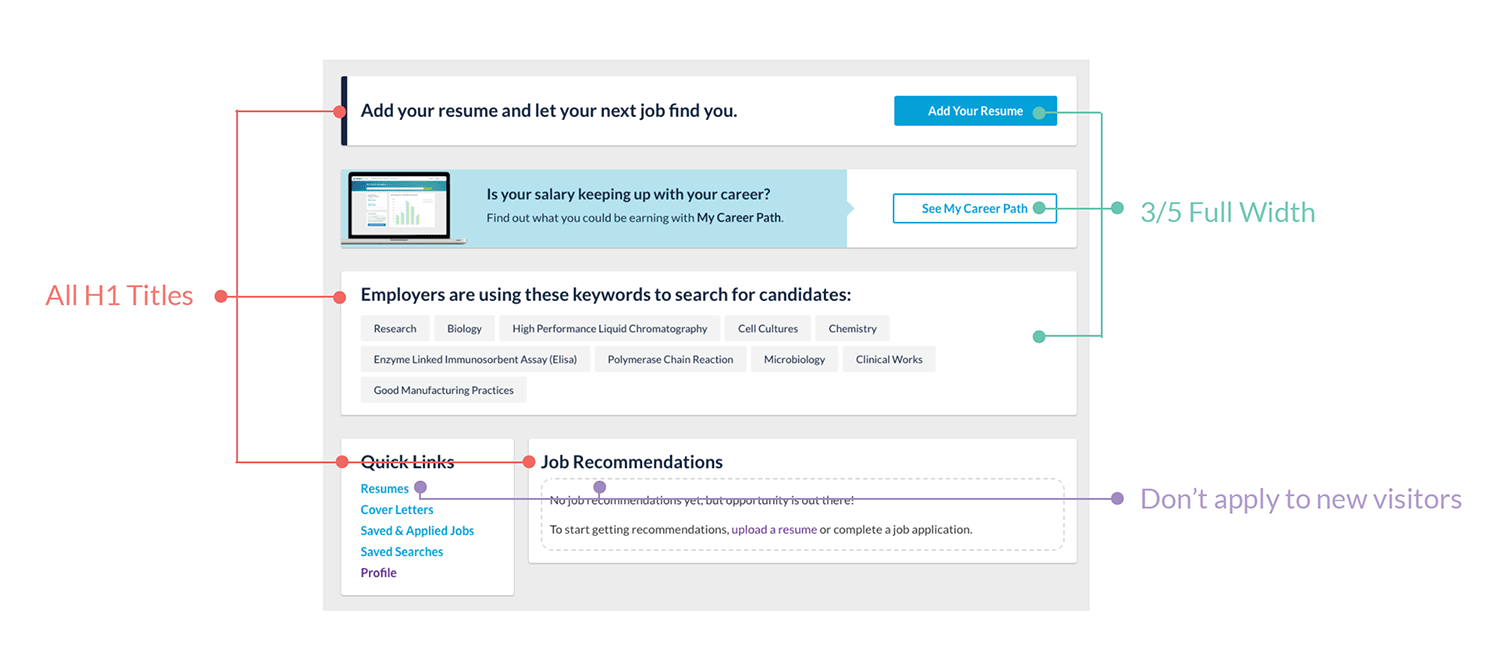 Add your resume and let your next job find you.
Add Your Resume
Is your salary keeping up with your career?
Find out what you could be earning with My Career Path.
See My Career Path
3/5 Full Width
All H1 Titles
Employers are using these keywords to search for candidates:
Research Biology High Performance Liquid Chromatography Cell Cultures Chemistry
Enzyme Linked Immunosorbent Assay (Elisa) Polymerase Chain Reaction Microbiology Clinical Works
Good Manufacturing Practices
Quick Links
Resumes
Cover Letters
Saved & Applied Jobs
Saved Searches
Profile
Job Recommendations
No job recommendations yet, but opportunity is out there!
To start getting recommendations, upload a resume or complete a job application.
Don’t apply to new visitors